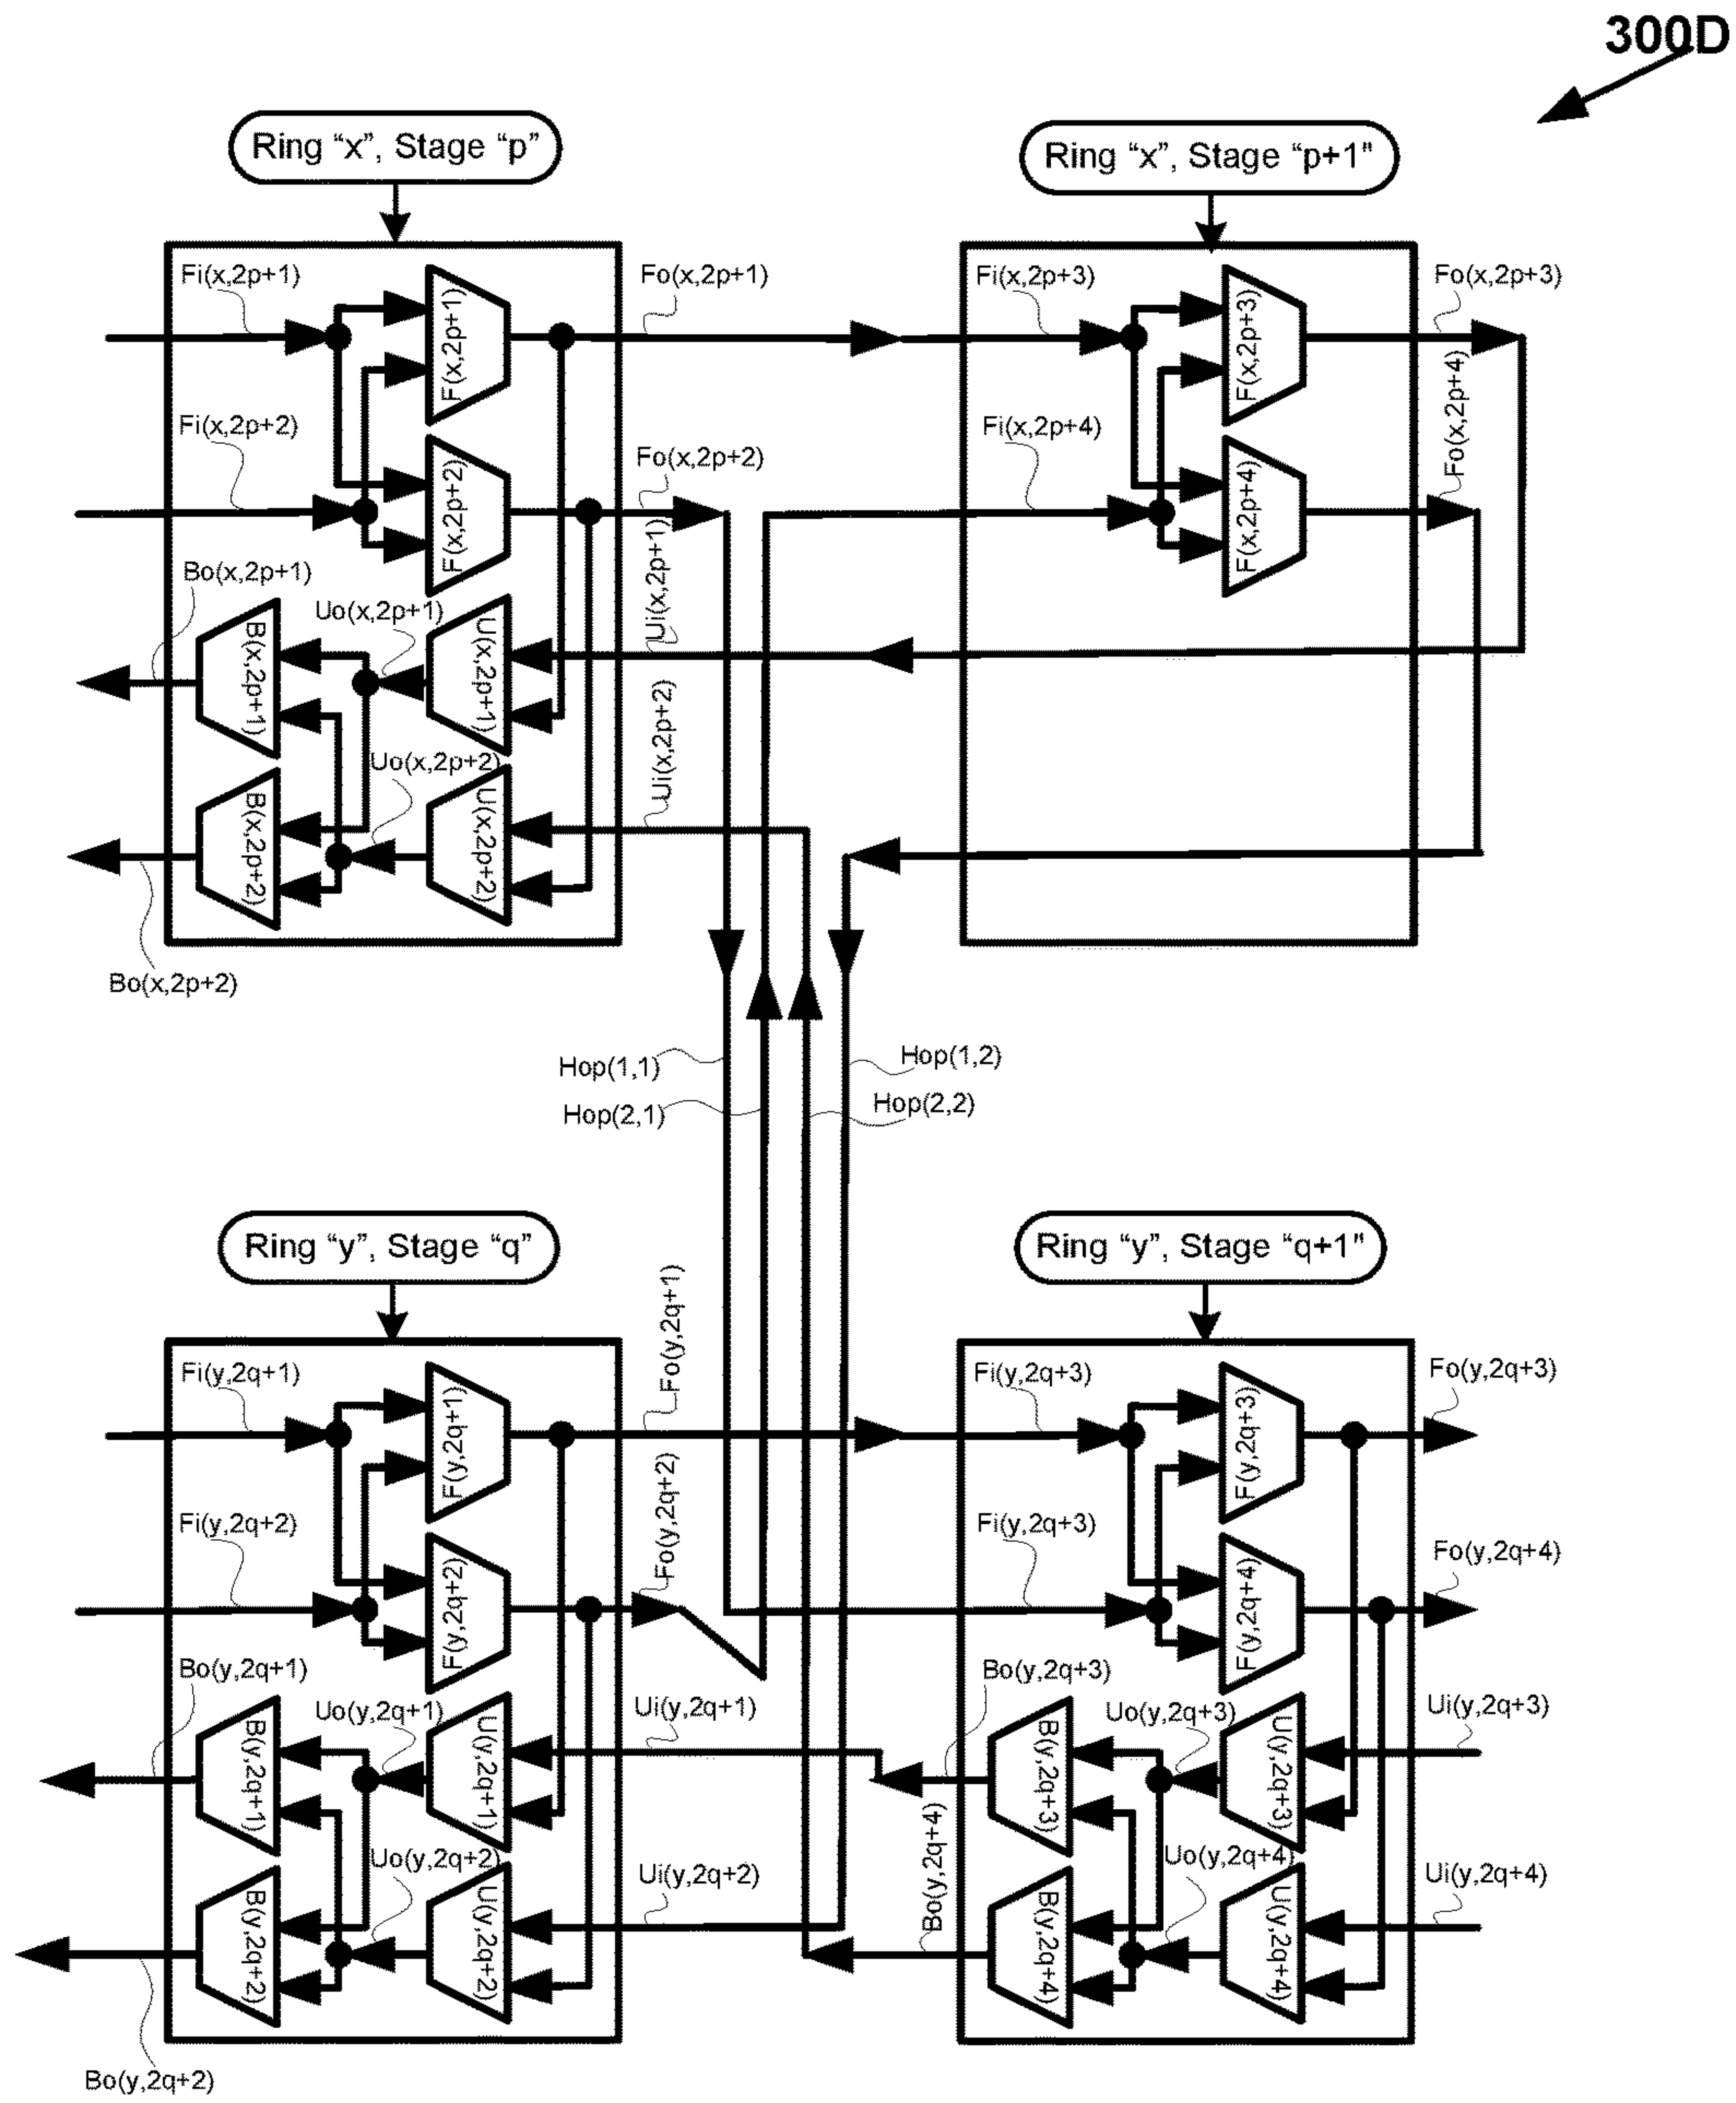 300D
Ring “x”, Stage “p”
Ring “x”, Stage “p+1”
Fi(x,2p+1)
F(x,2p+1)
Fo(x,2p+1)
Fi(x,2p+3)
F(x,2p+3)
Fo(x,2p+3)
Fi(x,2p+2)
F(x,2p+2)
Fo(x,2p+2)
Fi(x,2p+4)
F(x,2p+4)
Fo(x,2p+4)
Bo(x,2p+1)
B(x,2p+1)
Uo(x,2p+1)
U(x,2p+1)
Ui(x,2p+1)
B(x,2p+2)
Uo(x,2p+2)
U(x,2p+2)
Ui(x,2p+2)
Bo(x,2p+2)
Hop(1,1)
Hop(1,2)
Hop(2,1)
Hop(2,2)
Ring “y”, Stage “q”
Ring “y”, Stage “q+1”
Fi(y,2q+1)
F(y,2q+1)
Fo(y,2q+1)
Fi(y,2q+3)
F(y,2q+3)
Fo(y,2q+3)
Fi(y,2q+2)
F(y,2q+2)
Fo(y,2q+2)
Fi(y,2q+3)
F(y,2q+4)
Fo(y,2q+4)
Bo(y,2q+1)
B(y,2q+1)
Uo(y,2q+1)
U(y,2q+1)
Ui(y,2q+1)
Bo(y,2q+3)
B(y,2q+3)
Uo(y,2q+3)
U(y,2q+3)
Ui(y,2q+3)
B(y,2q+2)
Uo(y,2q+2)
U(y,2q+2)
Ui(y,2q+2)
Bo(y,2q+4)
B(y,2q+4)
Uo(y,2q+4)
U(y,2q+4)
Ui(y,2q+4)
Bo(y,2q+2)